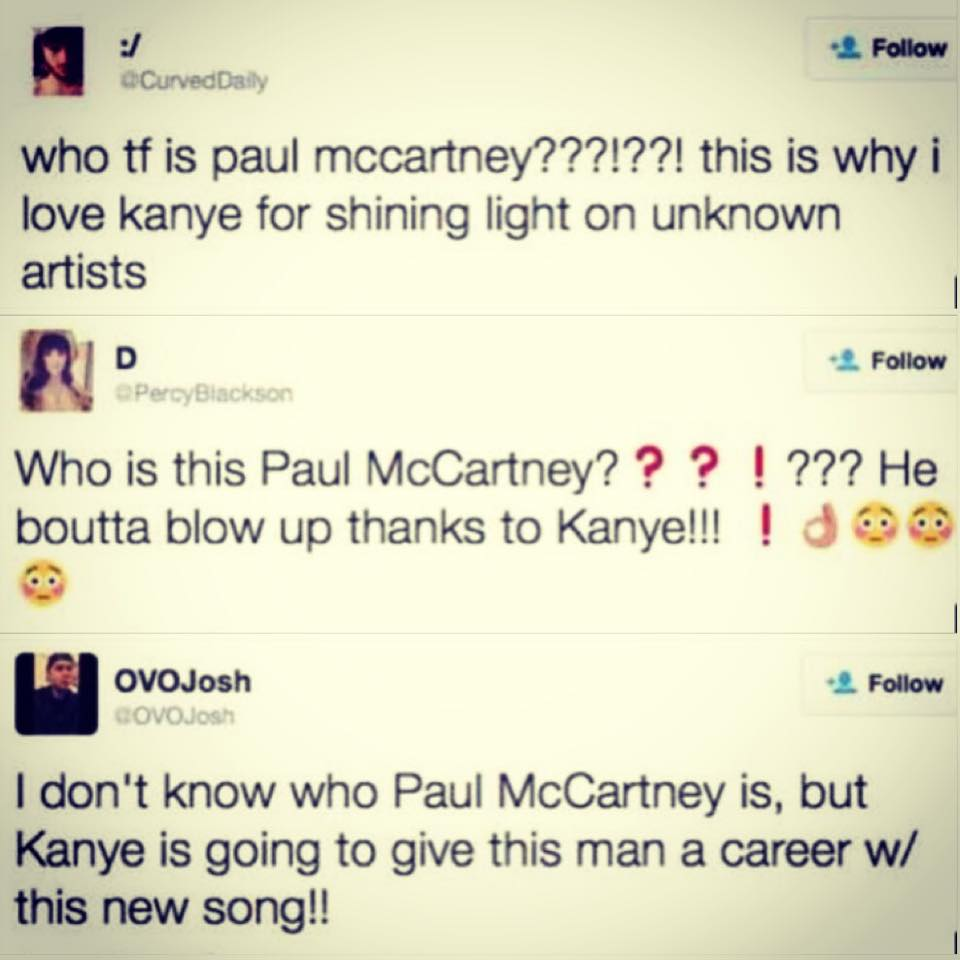 :/
Follow
@CurvedDaily
who tf is paul mccartney???!??! this is why i
love kanye for shining light on unknown
artists
D
Follow
@PercyBlackson
Who is this Paul McCartney?❓❓❗??? He
boutta blow up thanks to Kanye!!! ❗👌😳😳
😳
OVOJosh
Follow
@OVOJosh
I don't know who Paul McCartney is, but
Kanye is going to give this man a career w/
this new song!!